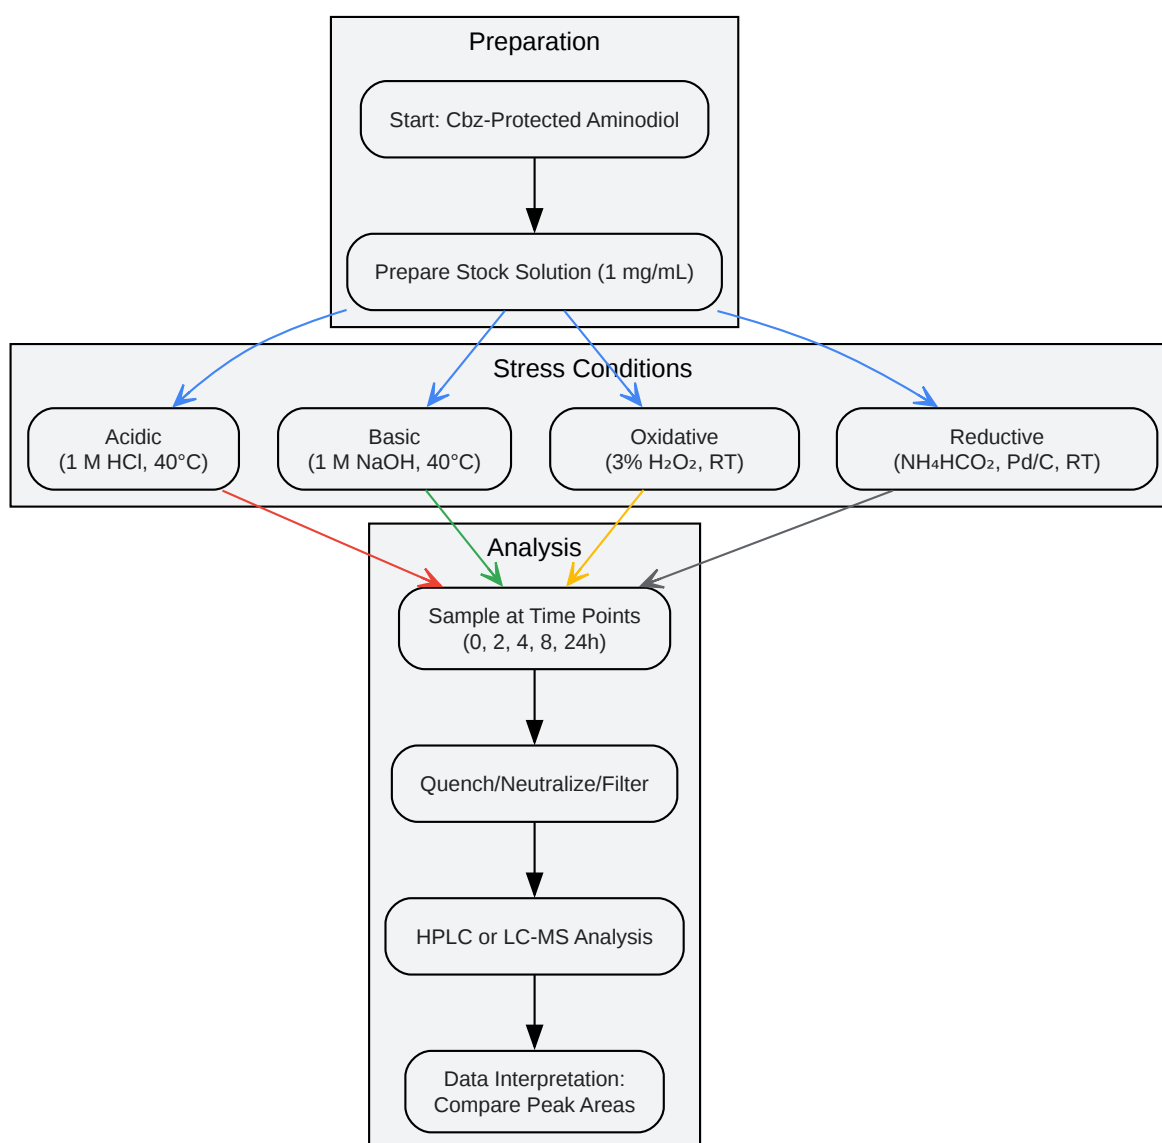 Preparation
Start: Cbz-Protected Aminodiol
Prepare Stock Solution (1 mg/mL)
Stress Conditions
Acidic
(1 M HCl, 40°C)
Basic
(1 M NaOH, 40°C)
Oxidative
(3% H₂O₂, RT)
Reductive
(NH₄HCO₂, Pd/C, RT)
Analysis
Sample at Time Points
(0, 2, 4, 8, 24h)
Quench/Neutralize/Filter
HPLC or LC-MS Analysis
Data Interpretation:
Compare Peak Areas